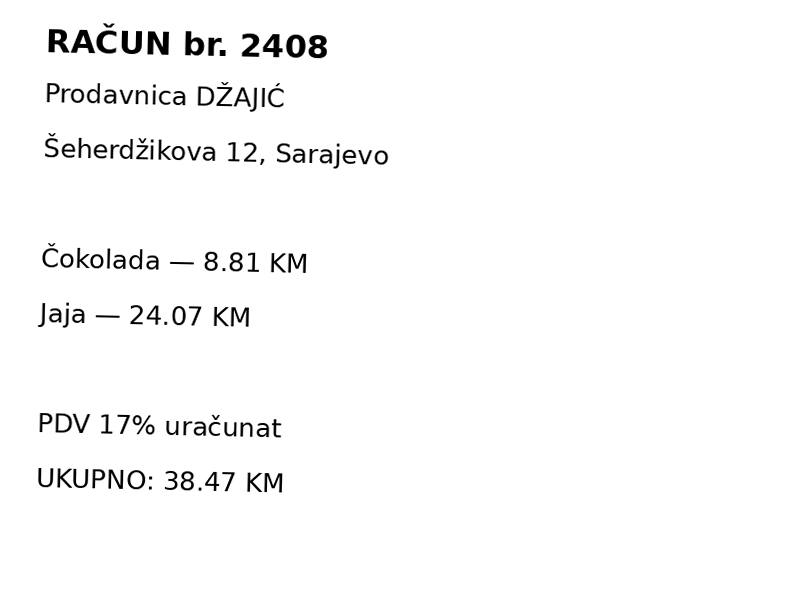 RAČUN br. 2408
Prodavnica DŽAJIĆ
Šeherdžikova 12, Sarajevo
Čokolada — 8.81 KM
Jaja — 24.07 KM
PDV 17% uračunat
UKUPNO: 38.47 KM